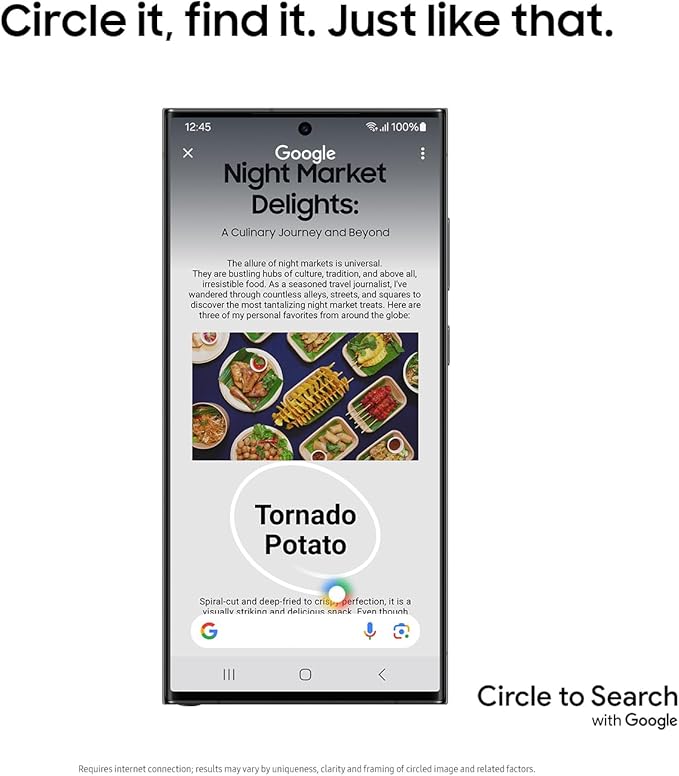 Circle it, find it. Just like that.
12:45
100%
Google
Night Market
Delights:
A Culinary Journey and Beyond
The allure of night markets is universal.
They are bustling hubs of culture, tradition, and above all,
irresistible food. As a seasoned travel journalist, I've
wandered through countless alleys, streets, and squares to
discover the most tantalizing night market treats. Here are
three of my personal favorites from around the globe:
Tornado
Potato
Spiral-cut and deep-fried to crispy perfection, it is a
visually striking and delicious snack. Even though
G
Circle to Search
with Google
Requires internet connection; results may vary by uniqueness, clarity and framing of circled image and related factors.